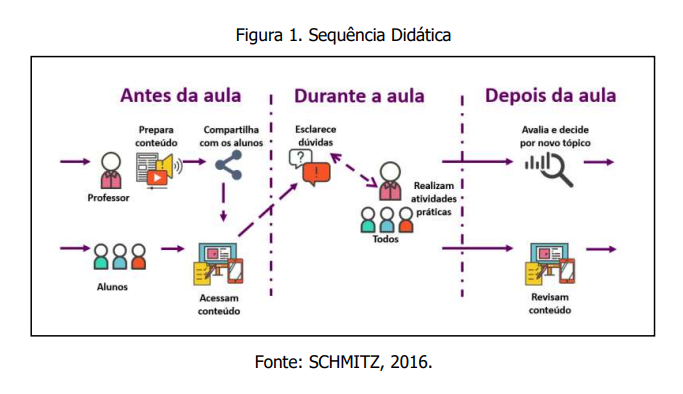 Figura 1. Sequência Didática
Antes da aula
Durante a aula
Depois da aula
Prepara
conteúdo
Compartilha
com os alunos
Esclarece
dúvidas
Avalia e decide
por novo tópico
Professor
Realizam
atividades
práticas
Todos
Alunos
Acessam
conteúdo
Revisam
conteúdo
Fonte: SCHMITZ, 2016.